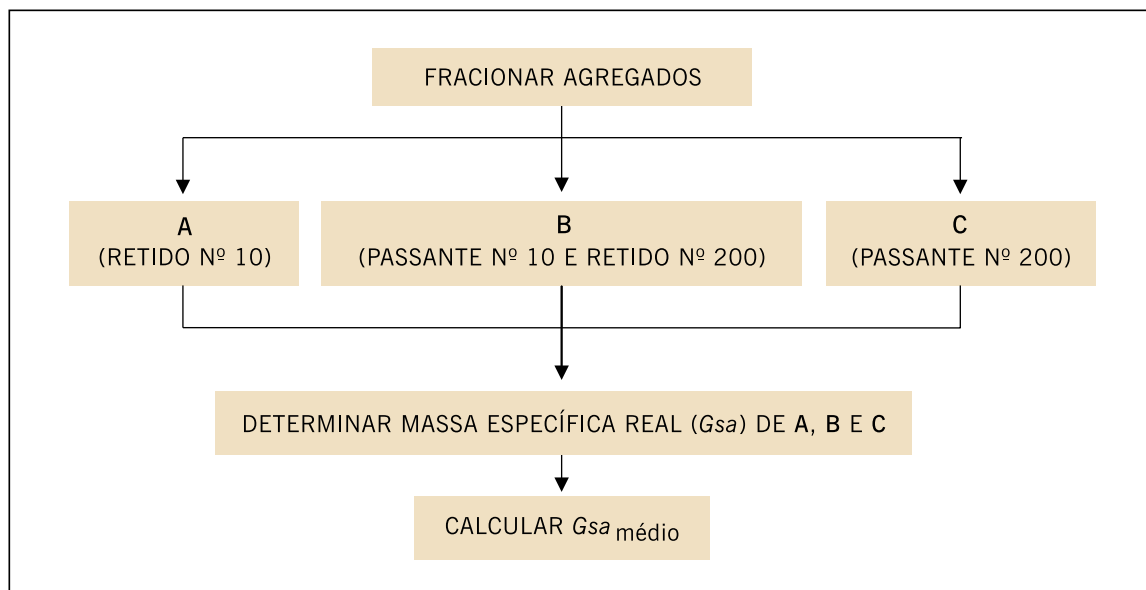 FRACIONAR AGREGADOS
A
(RETIDO Nº 10)
B
(PASSANTE Nº 10 E RETIDO Nº 200)
C
(PASSANTE Nº 200)
DETERMINAR MASSA ESPECÍFICA REAL (Gsa) DE A, B E C
CALCULAR Gsa médio